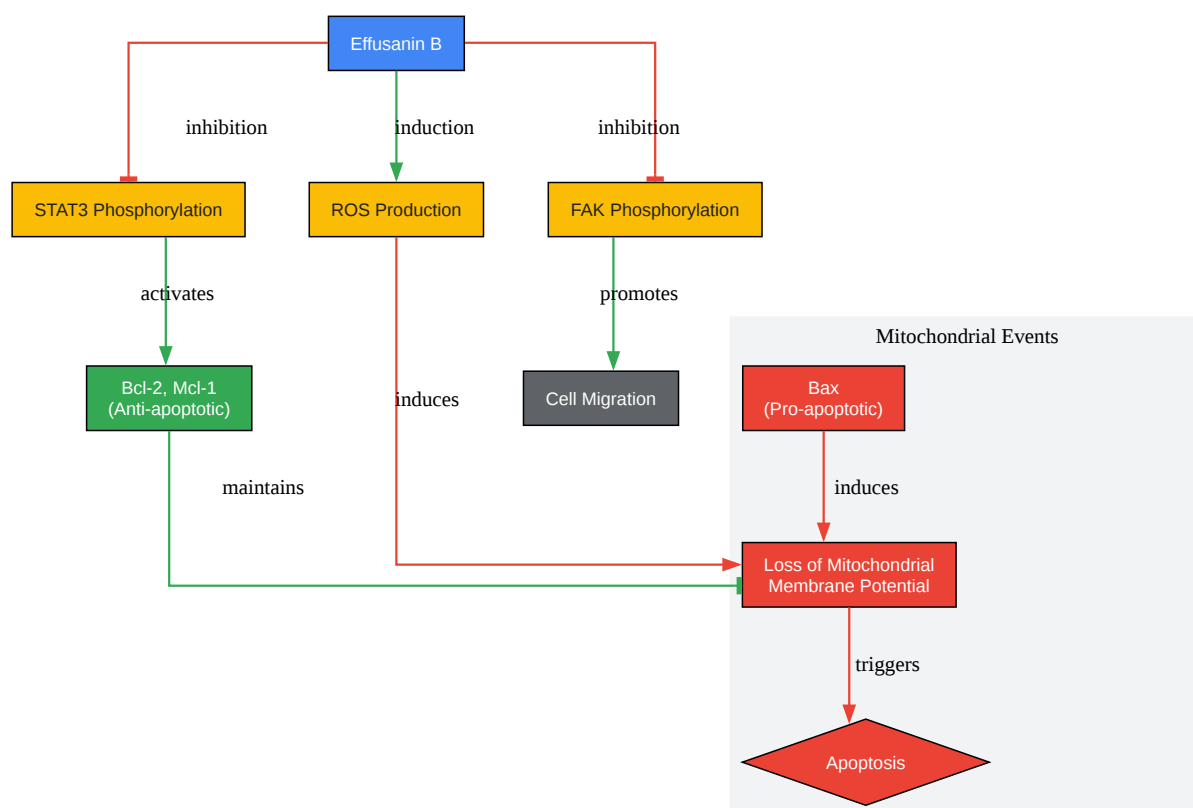 Effusanin B
inhibition
induction
inhibition
STAT3 Phosphorylation
ROS Production
FAK Phosphorylation
activates
promotes
Mitochondrial Events
Bcl-2, Mcl-1
(Anti-apoptotic)
induces
Cell Migration
Bax
(Pro-apoptotic)
maintains
induces
Loss of Mitochondrial
Membrane Potential
triggers
Apoptosis